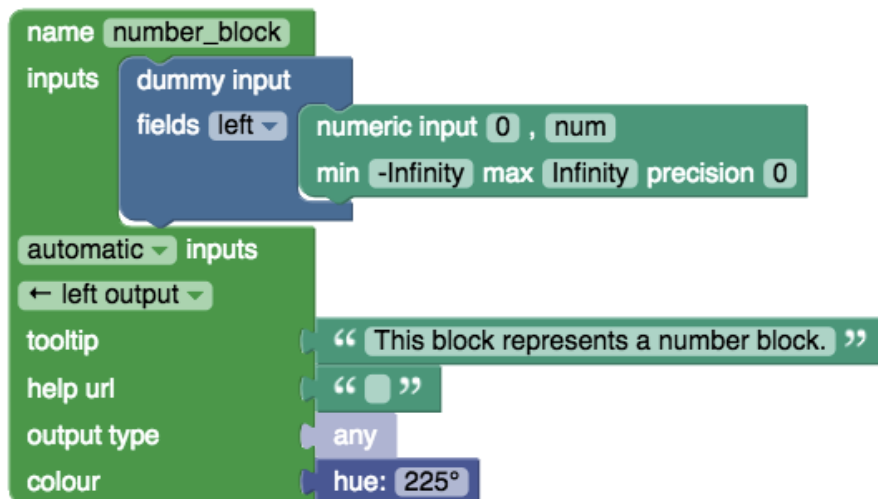 name number_block
inputs dummy input
fields left numeric input 0 , num
min -Infinity max Infinity precision 0
automatic inputs
← left output
tooltip “ This block represents a number block. ”
help url “ ”
output type any
colour hue: 225°